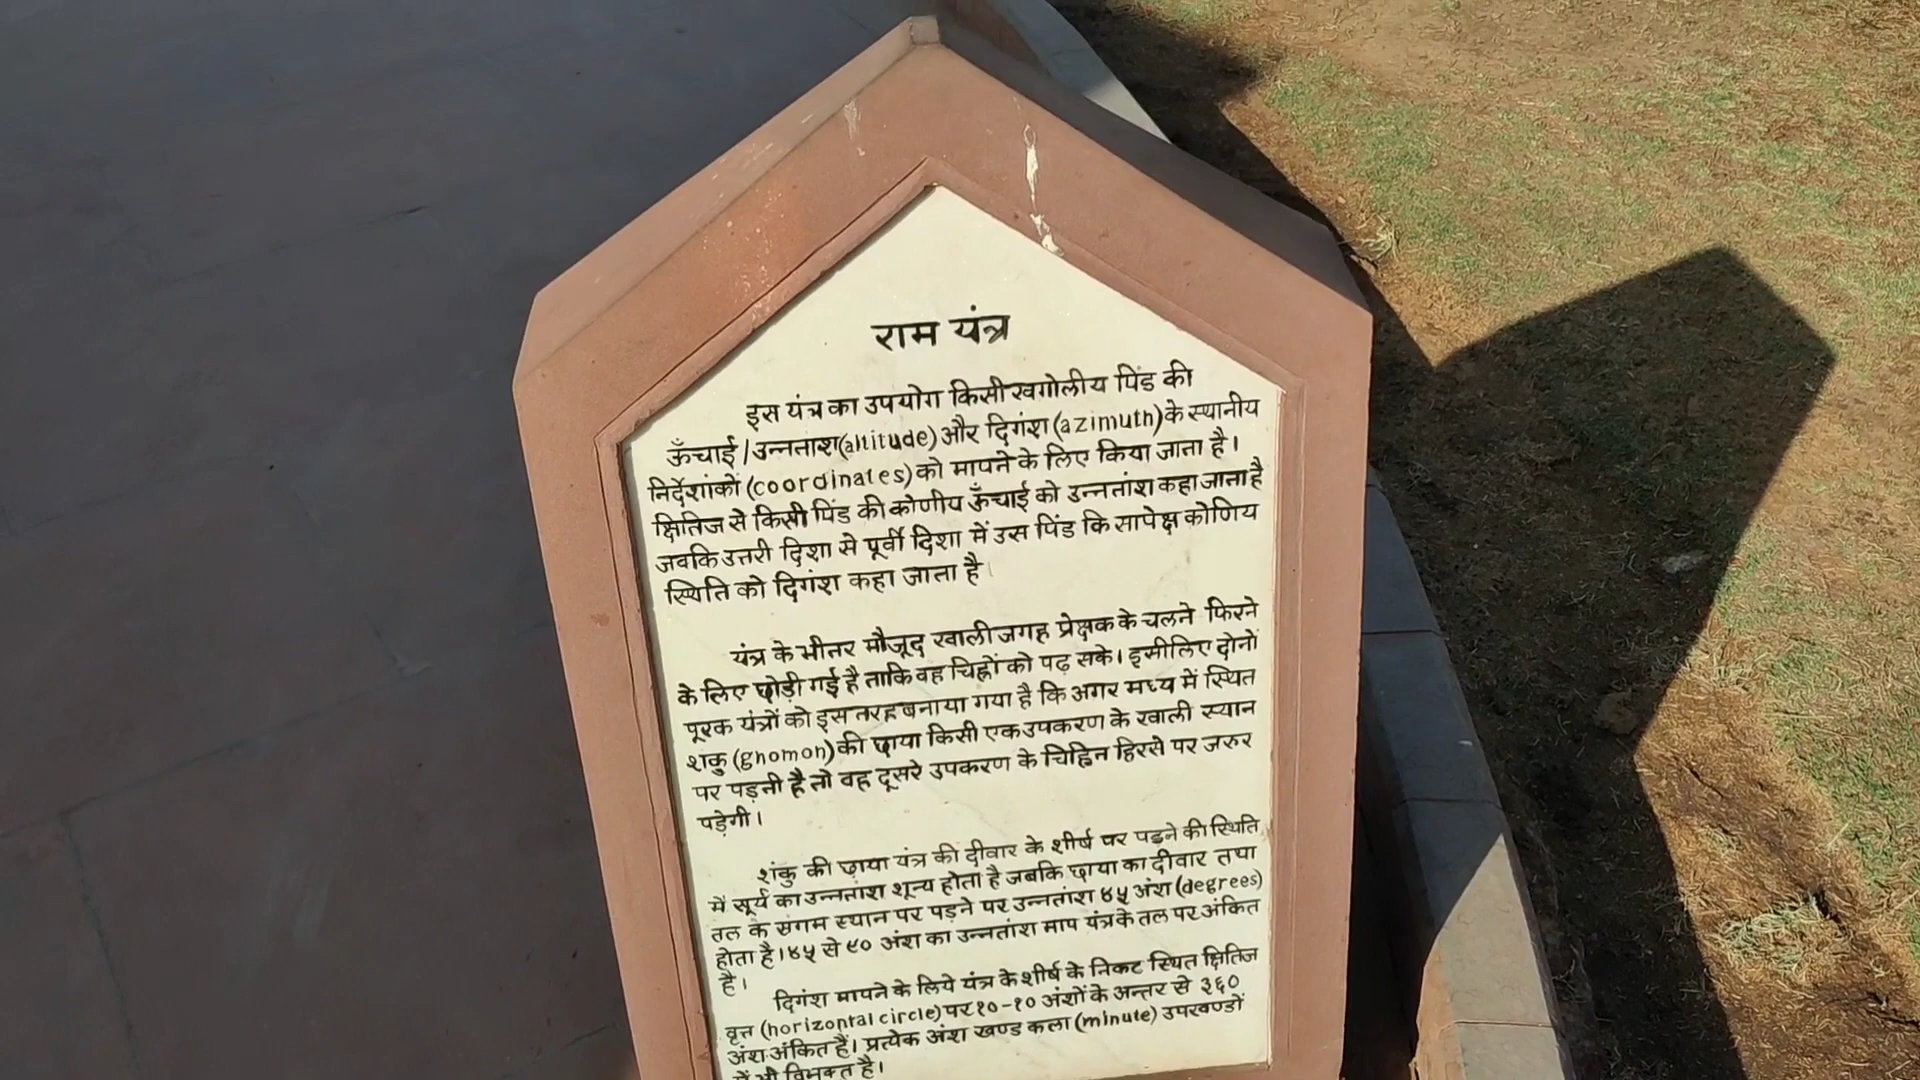 राम यंत्र
इस यंत्र का उपयोग किसी खगोलीय पिंड की
ऊँचाई/उन्नतांश(altitude) और दिगंश(azimuth) के स्थानीय
निर्देशांकों (coordinates) को मापने के लिए किया जाता है।
क्षितिज से किसी पिंड की कोणीय ऊँचाई को उन्नतांश कहा जाता है
जबकि उत्तरी दिशा से पूर्वी दिशा में उस पिंड कि सापेक्ष कोणिय
स्थिति को दिगंश कहा जाता है।
यंत्र के भीतर मौजूद खाली जगह प्रेक्षक के चलने फिरने
के लिए छोड़ी गई है ताकि वह चिह्नों को पढ़ सके। इसीलिए दोनों
पूरक यंत्रों को इस तरह बनाया गया है कि अगर मध्य में स्थित
शंकु (gnomon) की छाया किसी एक उपकरण के खाली स्थान
पर पड़ती है तो वह दूसरे उपकरण के चिह्नित हिस्से पर जरुर
पड़ेगी।
शंकु की छाया यंत्र की दीवार के शीर्ष पर पडने की स्थिति
में सूर्य का उन्नतांश शून्य होता है जबकि छाया का दीवार तथा
तल के संगम स्थान पर पड़ने पर उन्नतांश ४५ अंश (degrees)
होता है। ४५ से ९० अंश का उन्नतांश माप यंत्र के तल पर अंकित
है।
दिगंश मापने के लिये यंत्र के शीर्ष के निकट स्थित क्षितिज
वृत्त (horizontal circle) पर १०-१० अंशों के अन्तर से ३६०
अंश अंकित हैं। प्रत्येक अंश खण्ड कला (minute) उपखण्डों
में भी विभक्त है।